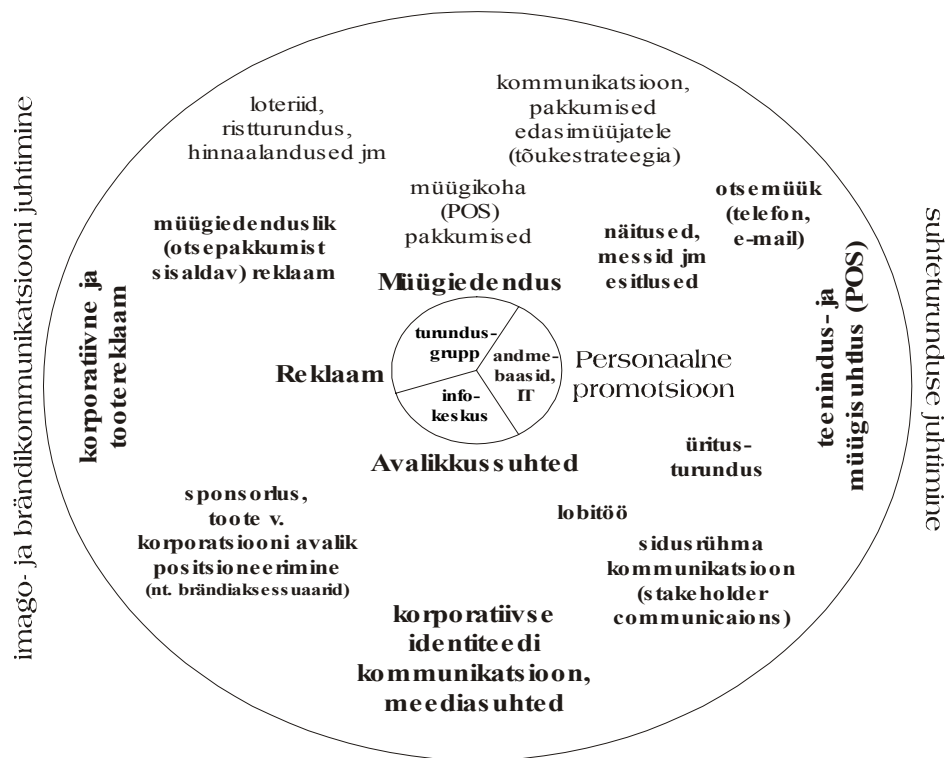 imago- ja brändikommunikatsiooni juhtimine
loteriid,
ristturundus,
hinnaalandused jm
kommunikatsioon,
pakkumised
edasimüüjatele
(tõukestrateegia)
müügikoha
(POS)
pakkumised
otsemüük
(telefon,
e-mail)
müügiedenduslik
(otsepakkumist
sisaldav) reklaam
näitused,
messid jm
esitlused
korporatiivne ja
tootereklaam
Müügiedendus
turundus-
grupp
andme-
baasid,
IT
info-
keskus
Reklaam
Personaalne
promotsioon
teenindus- ja
müügisuhtlus (POS)
suhteturunduse juhtimine
Avalikkussuhted
üritus-
turundus
sponsorlus,
toote v.
korporatsiooni avalik
positsioneerimine
(nt. brändiaksessuaarid)
lobitöö
sidusrühma
kommunikatsioon
(stakeholder
communicaions)
korporatiivse
identiteedi
kommunikatsioon,
meediasuhted